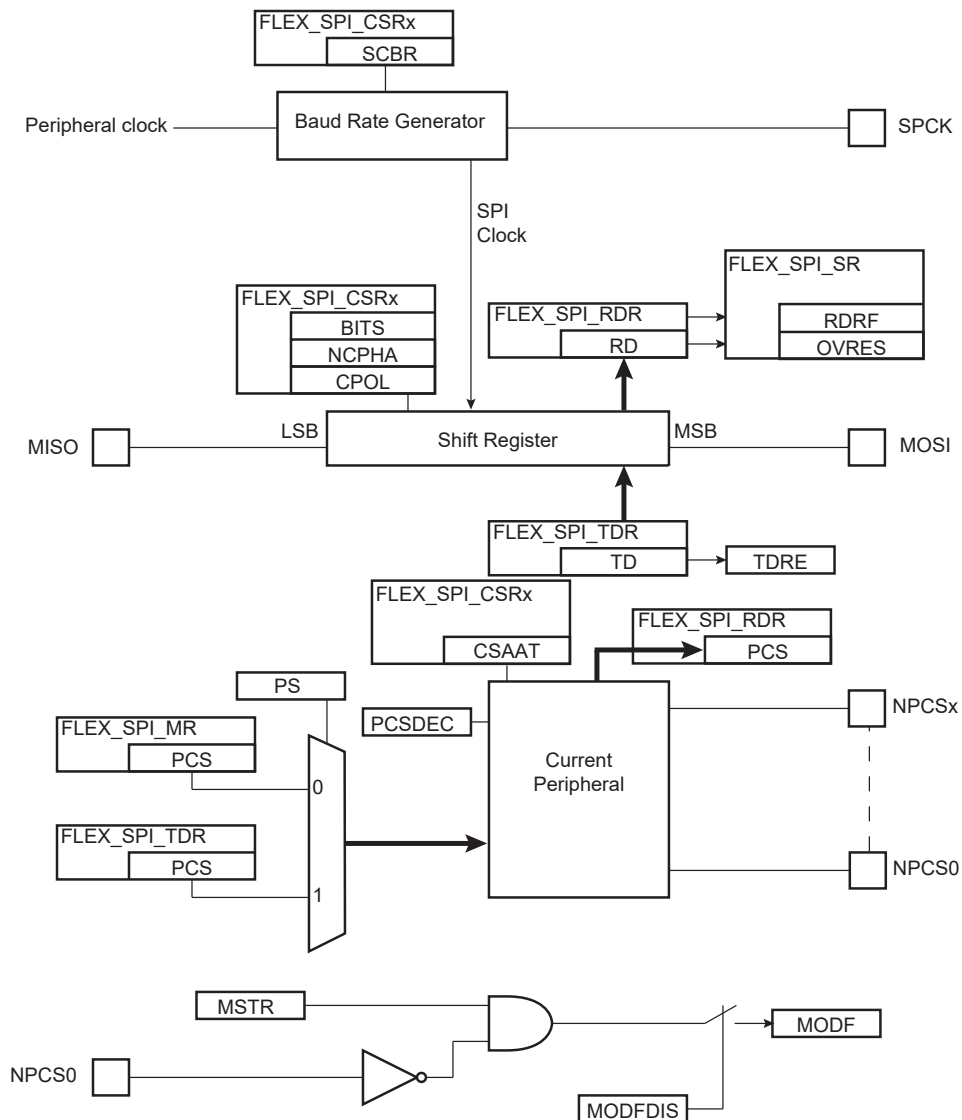 FLEX_SPI_CSRx
SCBR
Peripheral clock
Baud Rate Generator
SPCK
SPI
Clock
FLEX_SPI_CSRx
BITS
NCPHA
CPOL
FLEX_SPI_RDR
RD
FLEX_SPI_SR
RDRF
OVRES
MISO
LSB
Shift Register
MSB
MOSI
FLEX_SPI_TDR
TD
TDRE
FLEX_SPI_CSRx
CSAAT
FLEX_SPI_RDR
PCS
PS
PCSDEC
NPCSx
FLEX_SPI_MR
PCS
0
Current
Peripheral
FLEX_SPI_TDR
PCS
1
NPCS0
MSTR
MODF
NPCS0
MODFDIS